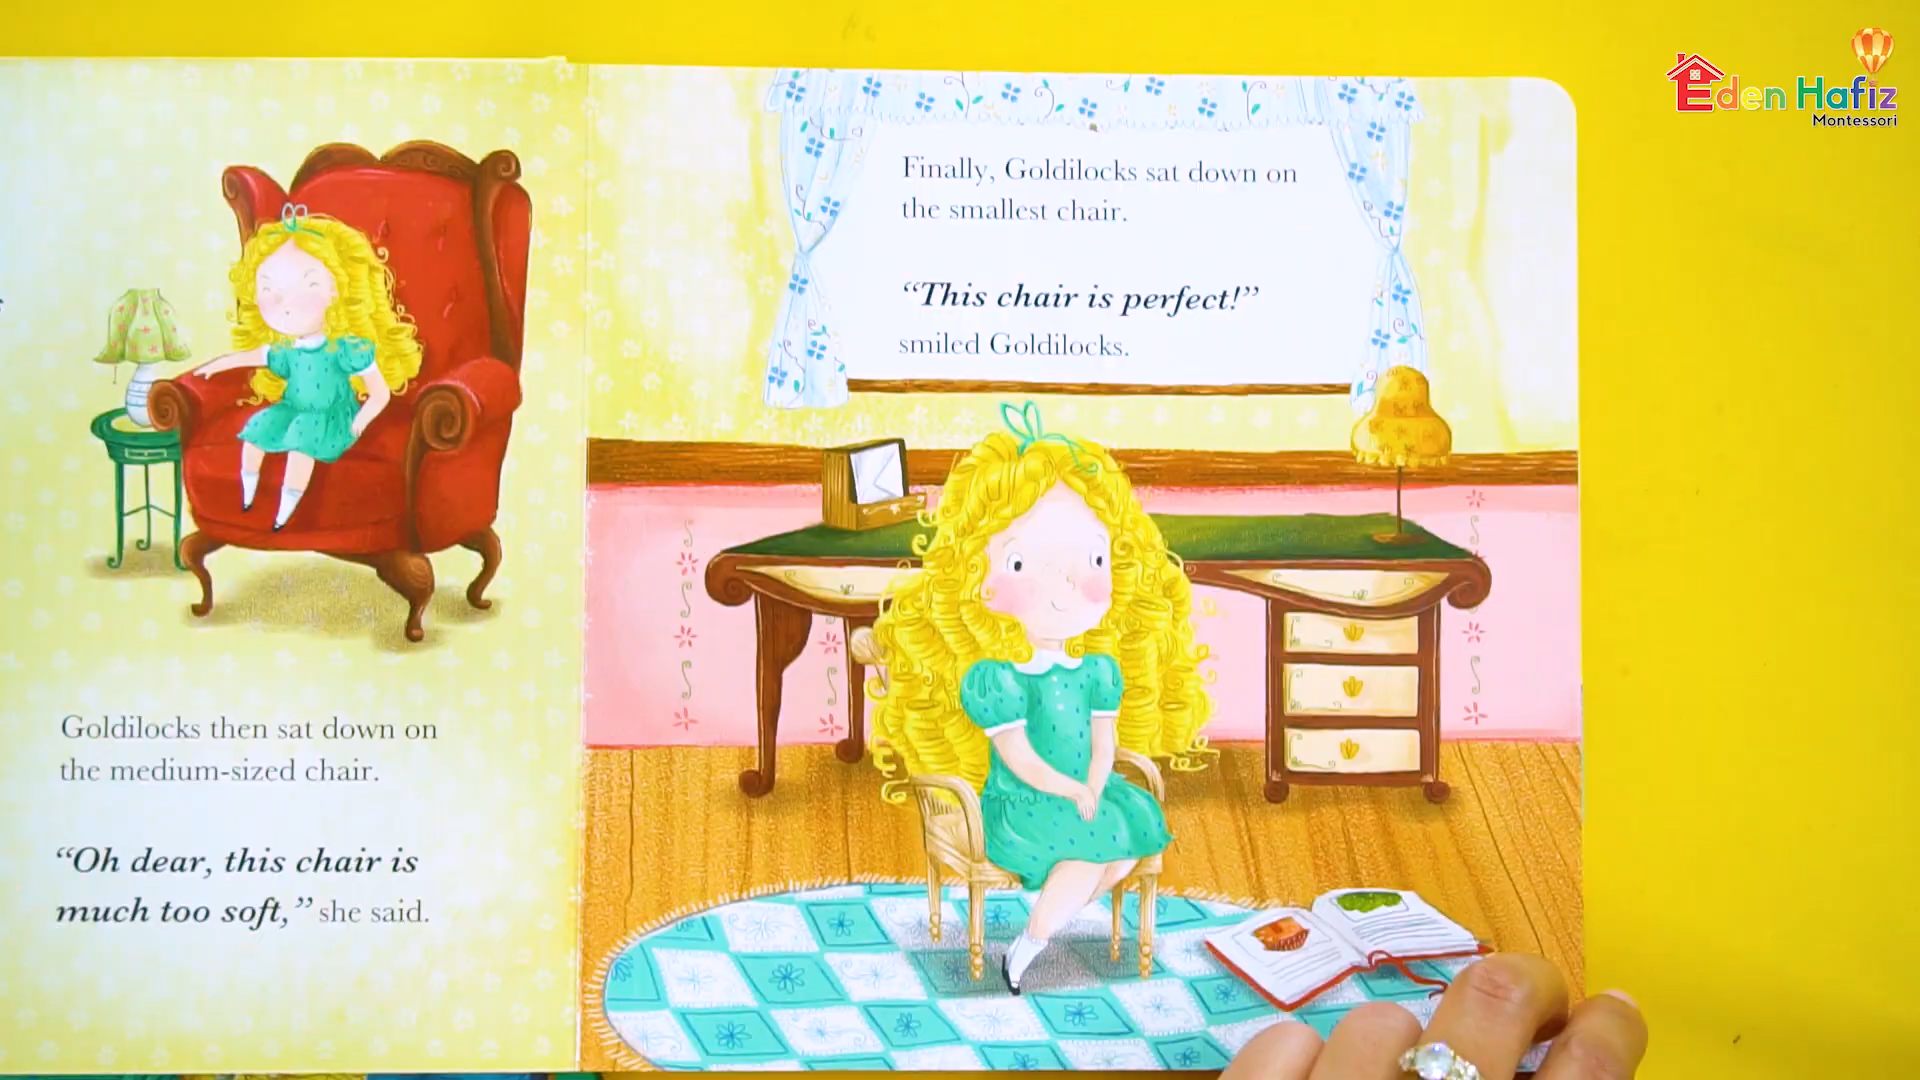 Goldilocks then sat down on
the medium-sized chair.
“Oh dear, this chair is
much too soft,” she said.
Finally, Goldilocks sat down on
the smallest chair.
“This chair is perfect!”
smiled Goldilocks.
Eden Hafiz
Montessori